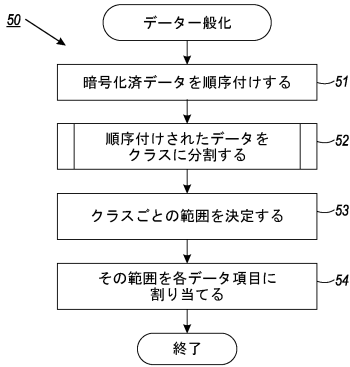 50
データ一般化
暗号化済データを順序付けする
51
順序付けされたデータを
クラスに分割する
52
クラスごとの範囲を決定する
53
その範囲を各データ項目に
割り当てる
54
終了